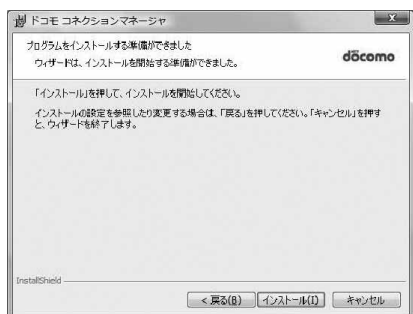 ドコモ コネクションマネージャ
プログラムをインストールする準備ができました
ウィザードは、インストールを開始する準備ができました。
döcomo
「インストール」を押して、インストールを開始してください。
インストールの設定を参照したり変更する場合は、「戻る」を押してください。「キャンセル」を押す
と、ウィザードを終了します。
InstallShield
< 戻る(B)
インストール(I)
キャンセル